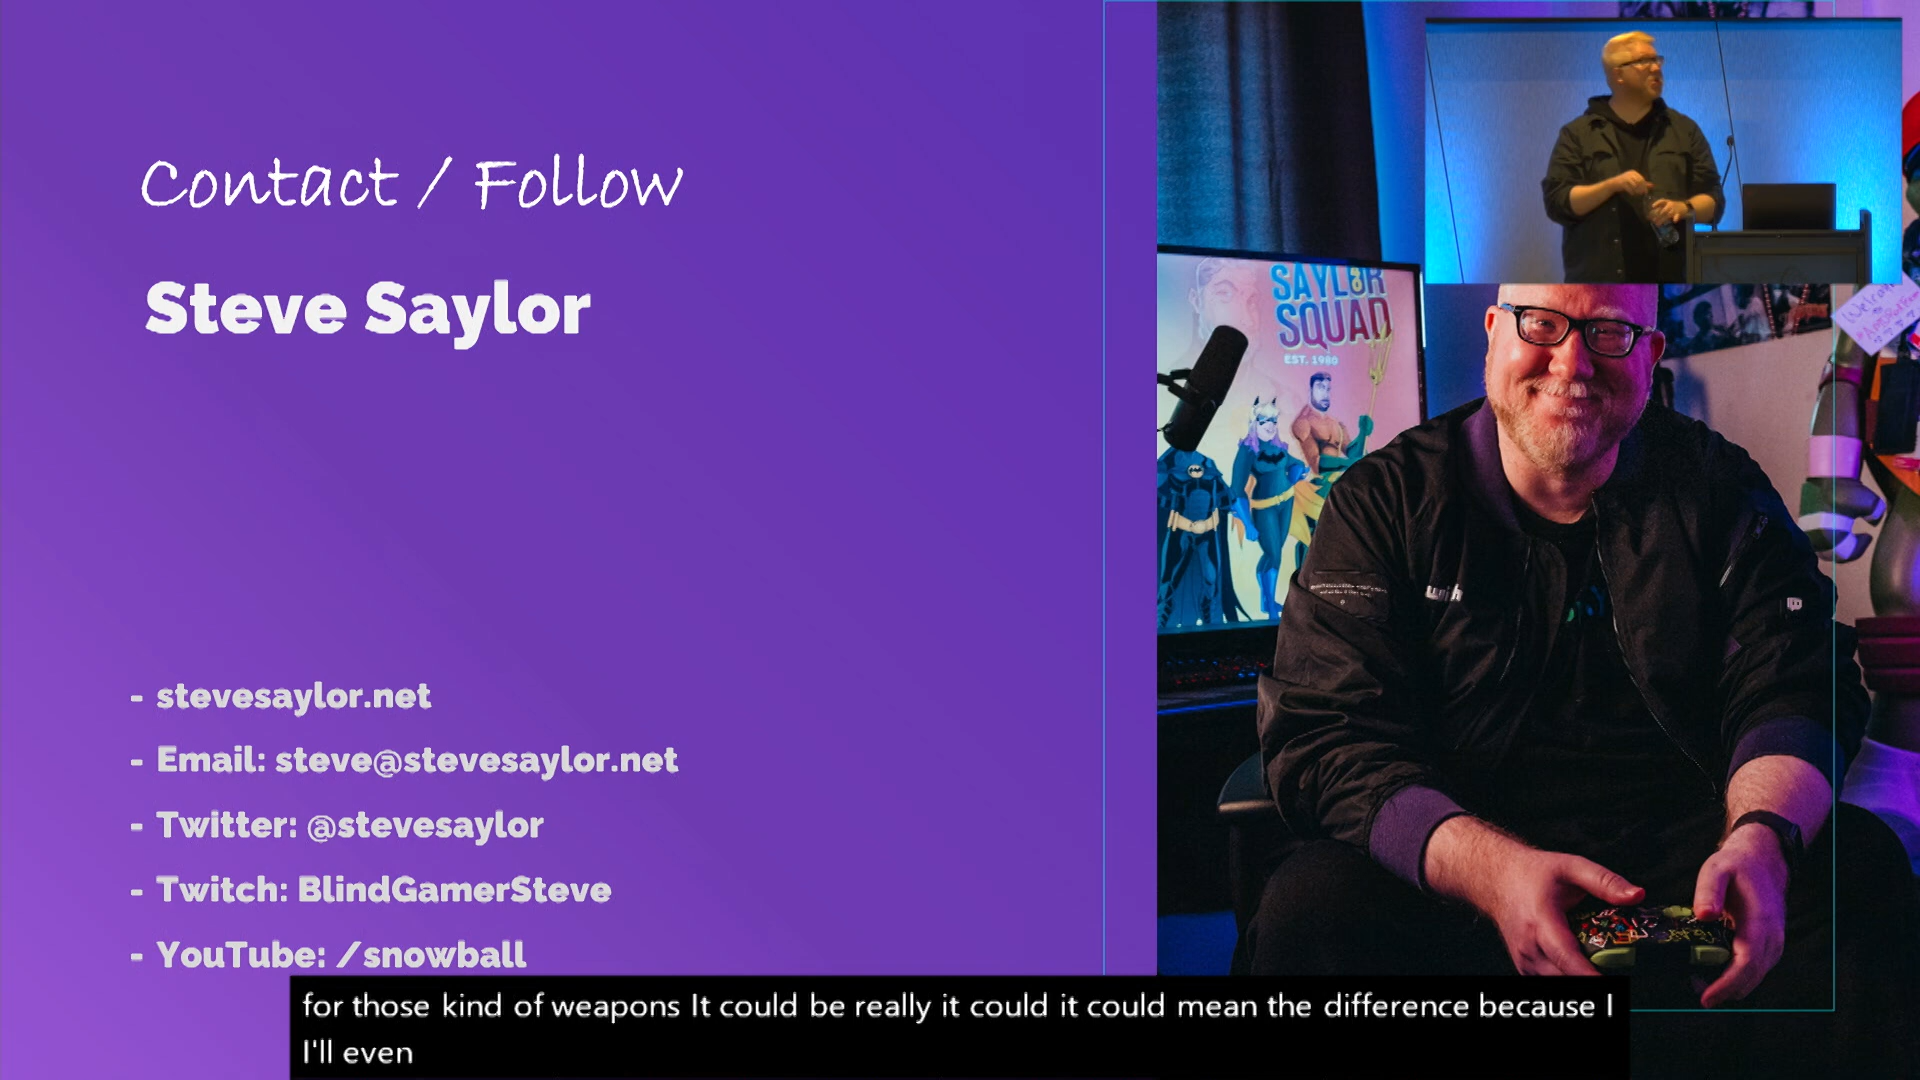 Contact / Follow
Steve Saylor
- stevesaylor.net
- Email: steve@stevesaylor.net
- Twitter: @stevesaylor
- Twitch: BlindGamerSteve
- YouTube: /snowball
SAYLOR
SQUAD
EST. 1980
with
for those kind of weapons It could be really it could it could mean the difference because I
I'll even